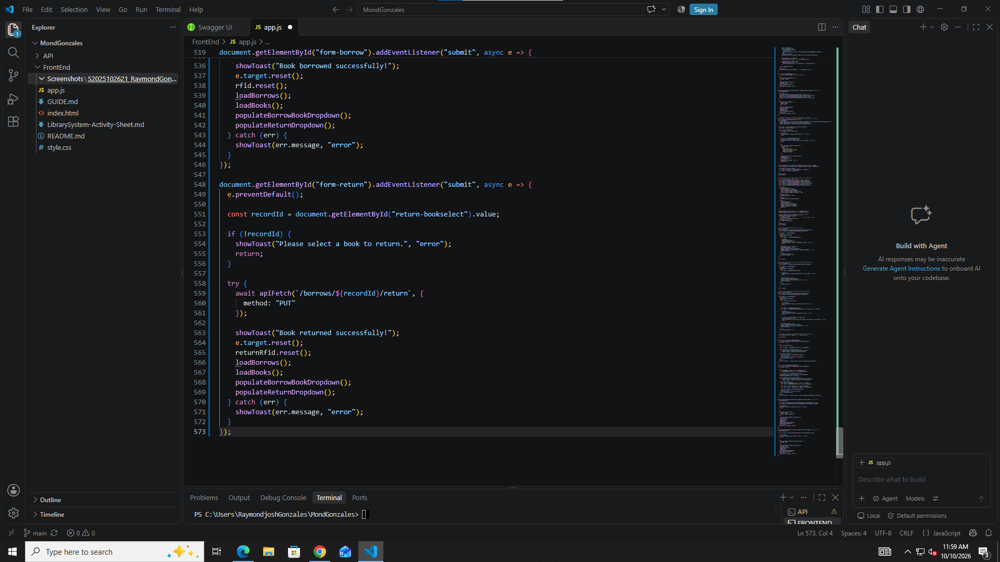 File Edit Selection View Go Run Terminal Help
MondGonzales
Sign In
Explorer
MondGonzales
API
FrontEnd
Screenshots\S2025102621_RaymondGon...
JS app.js
GUIDE.md
index.html
LibrarySystem-Activity-Sheet.md
README.md
style.css
Outline
Timeline
Swagger UI
JS app.js
FrontEnd > JS app.js > ...
519 document.getElementById("form-borrow").addEventListener("submit", async e => {
536 showToast("Book borrowed successfully!");
537 e.target.reset();
538 rfid.reset();
539 loadBorrows();
540 loadBooks();
541 populateBorrowBookDropdown();
542 populateReturnDropdown();
543 } catch (err) {
544 showToast(err.message, "error");
545 }
546 });
547
548 document.getElementById("form-return").addEventListener("submit", async e => {
549 e.preventDefault();
550
551 const recordId = document.getElementById("return-bookselect").value;
552
553 if (!recordId) {
554 showToast("Please select a book to return.", "error");
555 return;
556 }
557
558 try {
559 await apiFetch(`/borrows/${recordId}/return`, {
560 method: "PUT"
561 });
562
563 showToast("Book returned successfully!");
564 e.target.reset();
565 returnRfid.reset();
566 loadBorrows();
567 loadBooks();
568 populateBorrowBookDropdown();
569 populateReturnDropdown();
570 } catch (err) {
571 showToast(err.message, "error");
572 }
573 });
Problems Output Debug Console Terminal Ports
PS C:\Users\RaymondjoshGonzales\MondGonzales>
API
FRONTEND
Chat
Build with Agent
AI responses may be inaccurate
Generate Agent Instructions to onboard AI
onto your codebase.
JS app.js
Describe what to build
Agent Models
Local Default permissions
main 0 0
Ln 573, Col 4 Spaces: 4 UTF-8 CRLF {} JavaScript
Type here to search
11:59 AM
10/10/2026
3